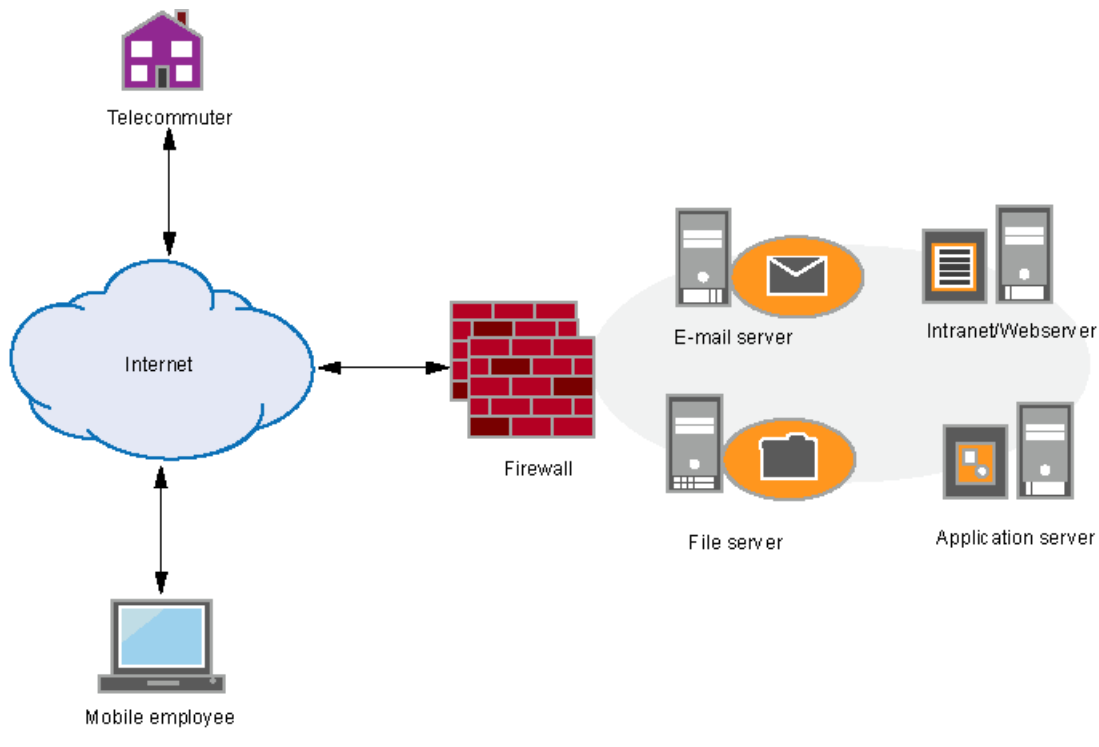 Telecommuter
Internet
Firewall
E-mail server
Intranet/Webserver
File server
Application server
Mobile employee